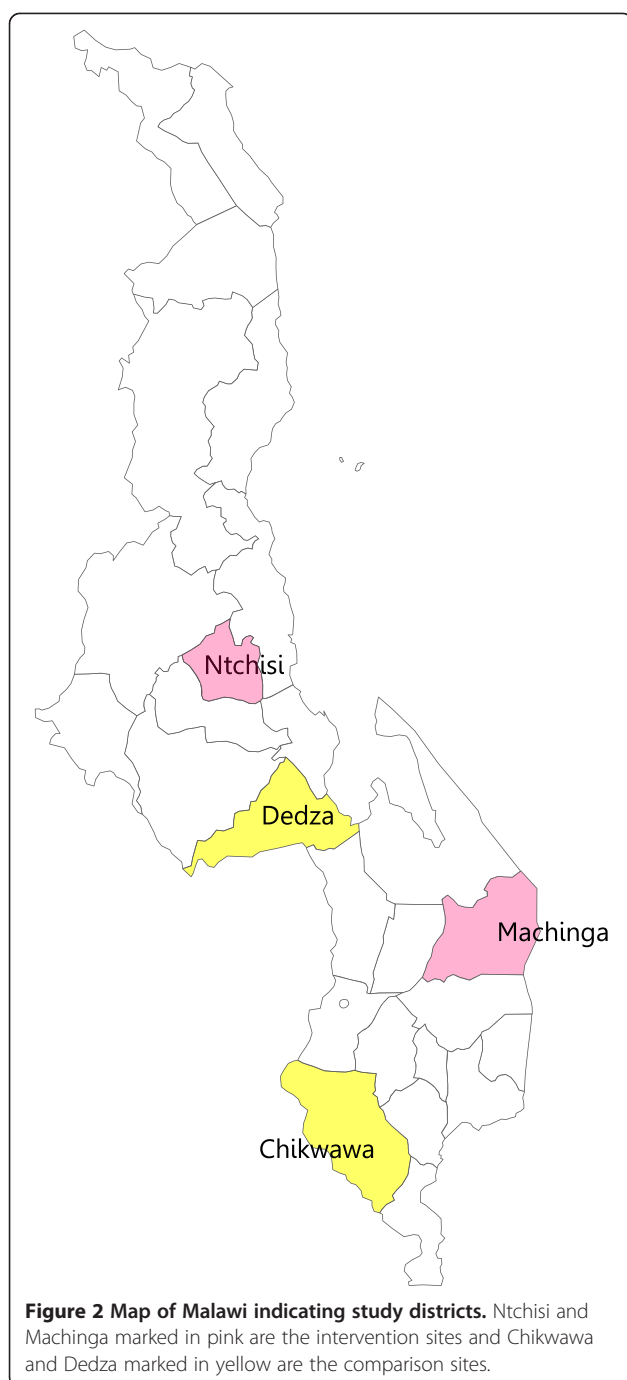 Ntchisi
Dedza
Machinga
Chikwawa
Figure 2 Map of Malawi indicating study districts. Ntchisi and
Machinga marked in pink are the intervention sites and Chikwawa
and Dedza marked in yellow are the comparison sites.